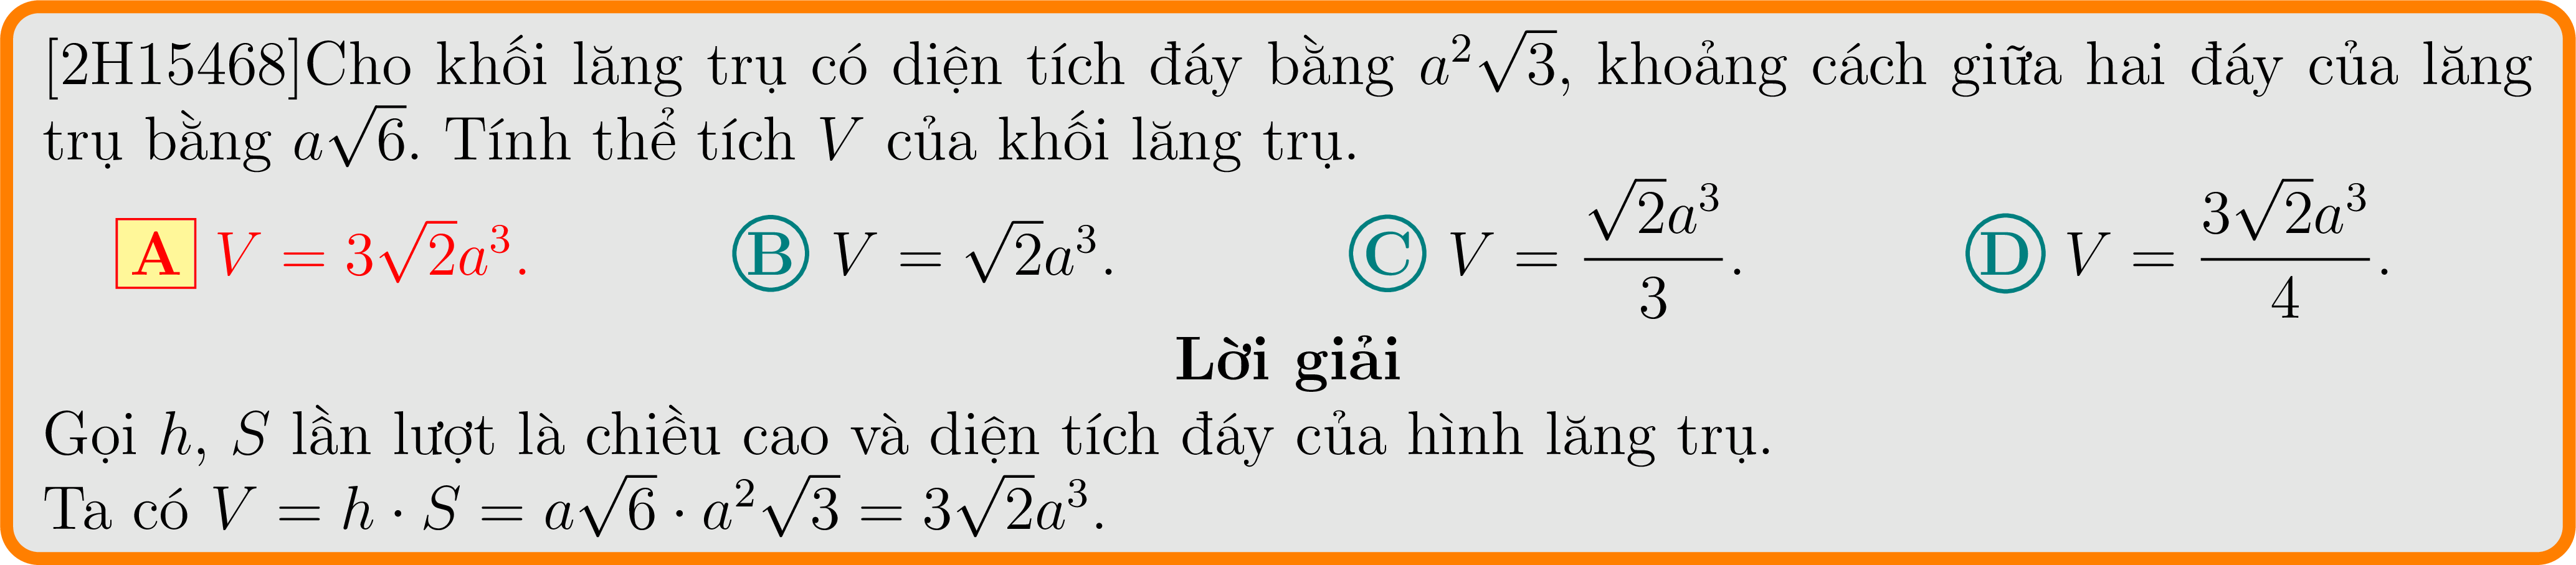 [2H15468]Cho khối lăng trụ có diện tích đáy bằng $a^2\sqrt{3}$, khoảng cách giữa hai đáy của lăng
trụ bằng $a\sqrt{6}$. Tính thể tích $V$ của khối lăng trụ.
A $V = 3\sqrt{2}a^3$. B $V = \sqrt{2}a^3$. C $V = \dfrac{\sqrt{2}a^3}{3}$. D $V = \dfrac{3\sqrt{2}a^3}{4}$.
Lời giải
Gọi $h$, $S$ lần lượt là chiều cao và diện tích đáy của hình lăng trụ.
Ta có $V = h \cdot S = a\sqrt{6} \cdot a^2\sqrt{3} = 3\sqrt{2}a^3$.